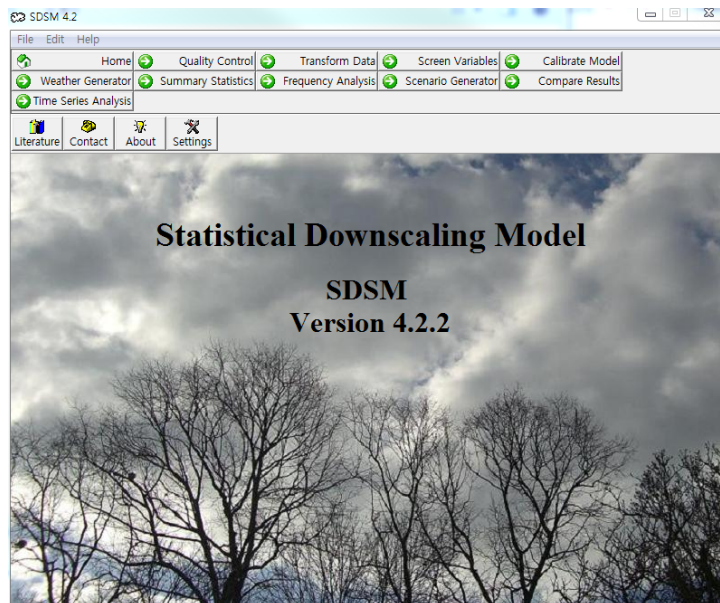 SDSM 4.2
File Edit Help
Home Quality Control Transform Data Screen Variables Calibrate Model
Weather Generator Summary Statistics Frequency Analysis Scenario Generator Compare Results
Time Series Analysis
Literature Contact About Settings
Statistical Downscaling Model
SDSM
Version 4.2.2